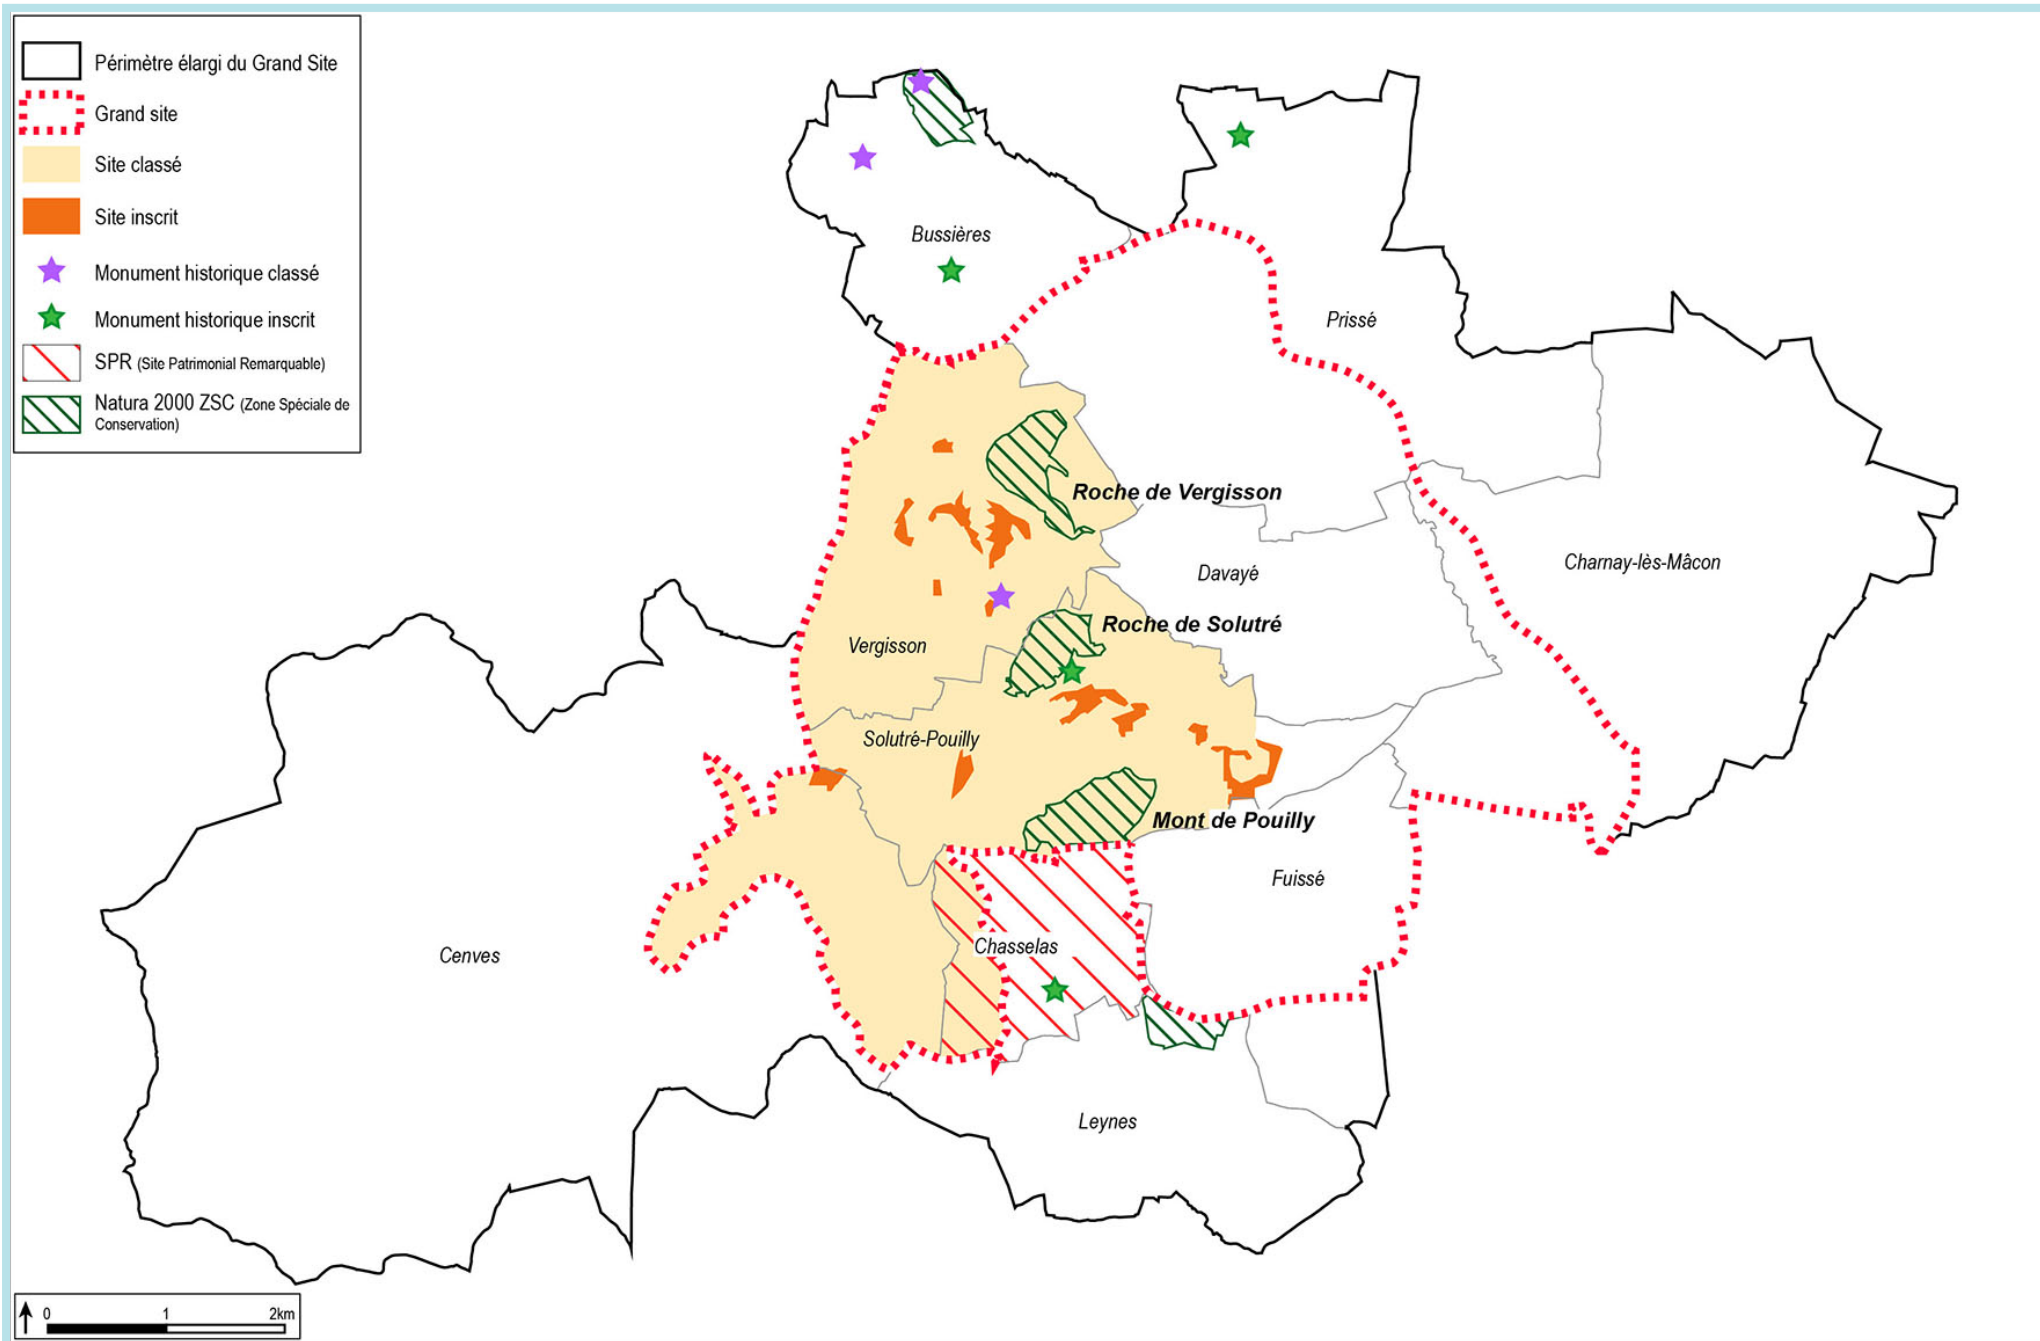 Périmètre élargi du Grand Site
Grand site
Site classé
Site inscrit
Monument historique classé
Monument historique inscrit
SPR (Site Patrimonial Remarquable)
Natura 2000 ZSC (Zone Spéciale de
Conservation)
Bussières
Prissé
Roche de Vergisson
Charnay-lès-Mâcon
Davayé
Roche de Solutré
Vergisson
Solutré-Pouilly
Mont de Pouilly
Fuissé
Chasselas
Cenves
Leynes
0 1 2km